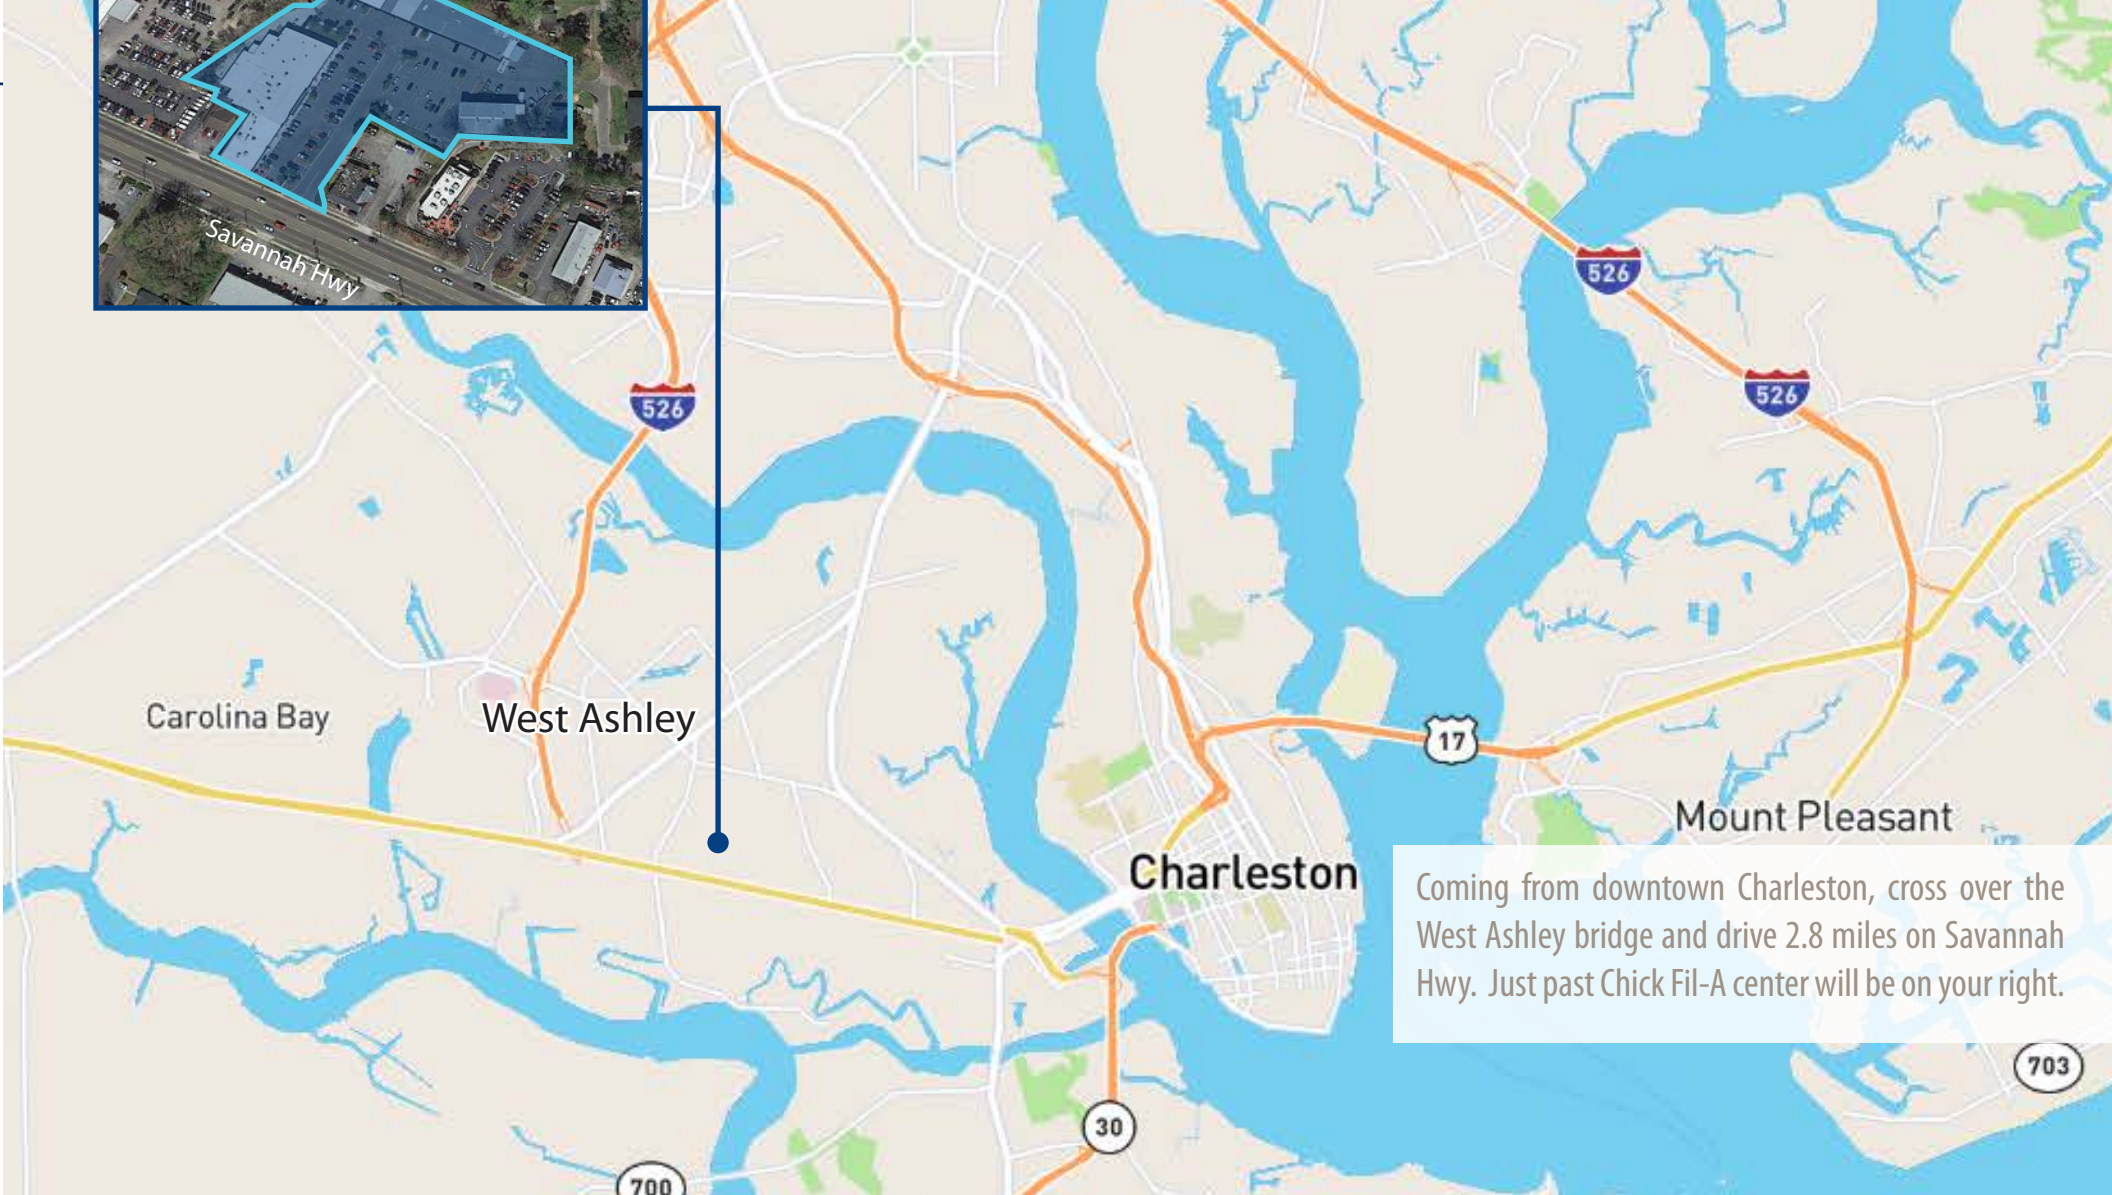 Savannah Hwy
526
526
526
Carolina Bay
West Ashley
17
Mount Pleasant
Charleston
Coming from downtown Charleston, cross over the
West Ashley bridge and drive 2.8 miles on Savannah
Hwy. Just past Chick Fil-A center will be on your right.
703
30
700